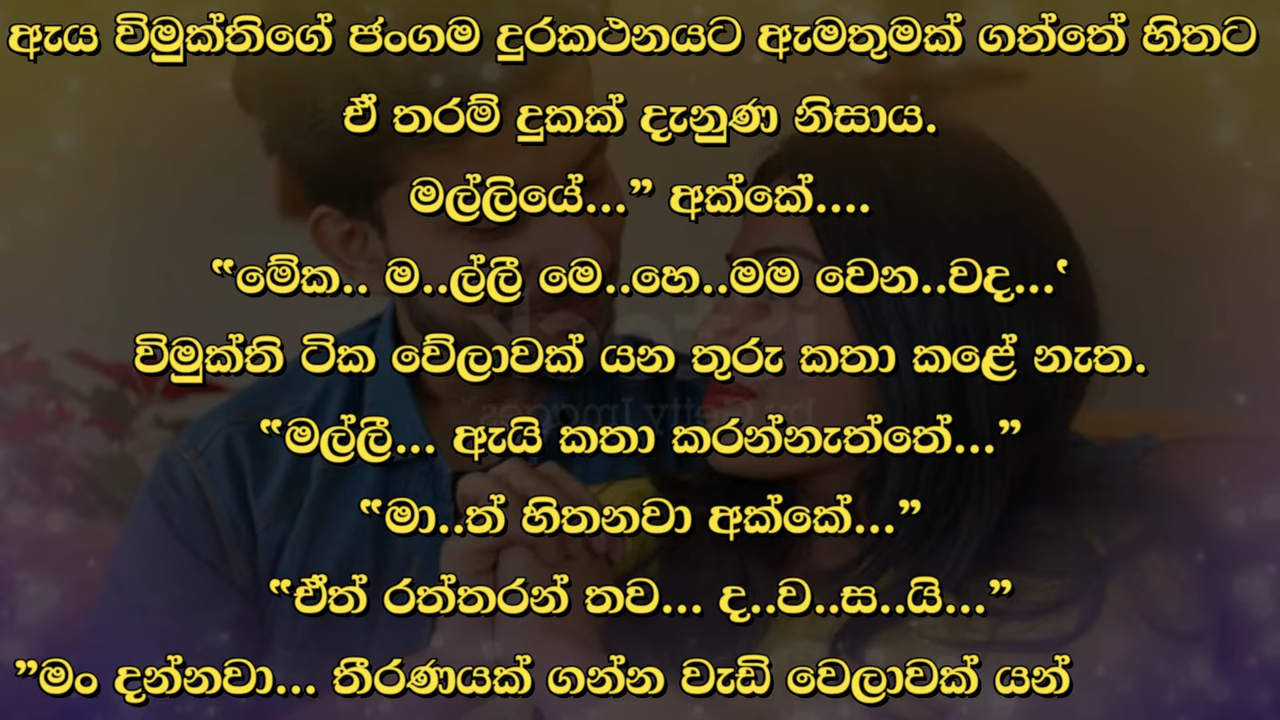 ඇය විමුක්තිගේ ජංගම දුරකථනයට ඇමතුමක් ගත්තේ හිතට
ඒ තරම් දුකක් දැනුණ නිසාය.
මල්ලියේ...” අක්කේ....
“මේක.. ම..ල්ලී මෙ..හෙ..මම වෙන..වද...‘
විමුක්ති ටික වේලාවක් යන තුරු කතා කළේ නැත.
“මල්ලී... ඇයි කතා කරන්නැත්තේ...”
“මා..ත් හිතනවා අක්කේ...”
“ඒත් රත්තරන් තව... ද..ව..ස..යි...”
”මං දන්නවා... තීරණයක් ගන්න වැඩි වෙලාවක් යන්